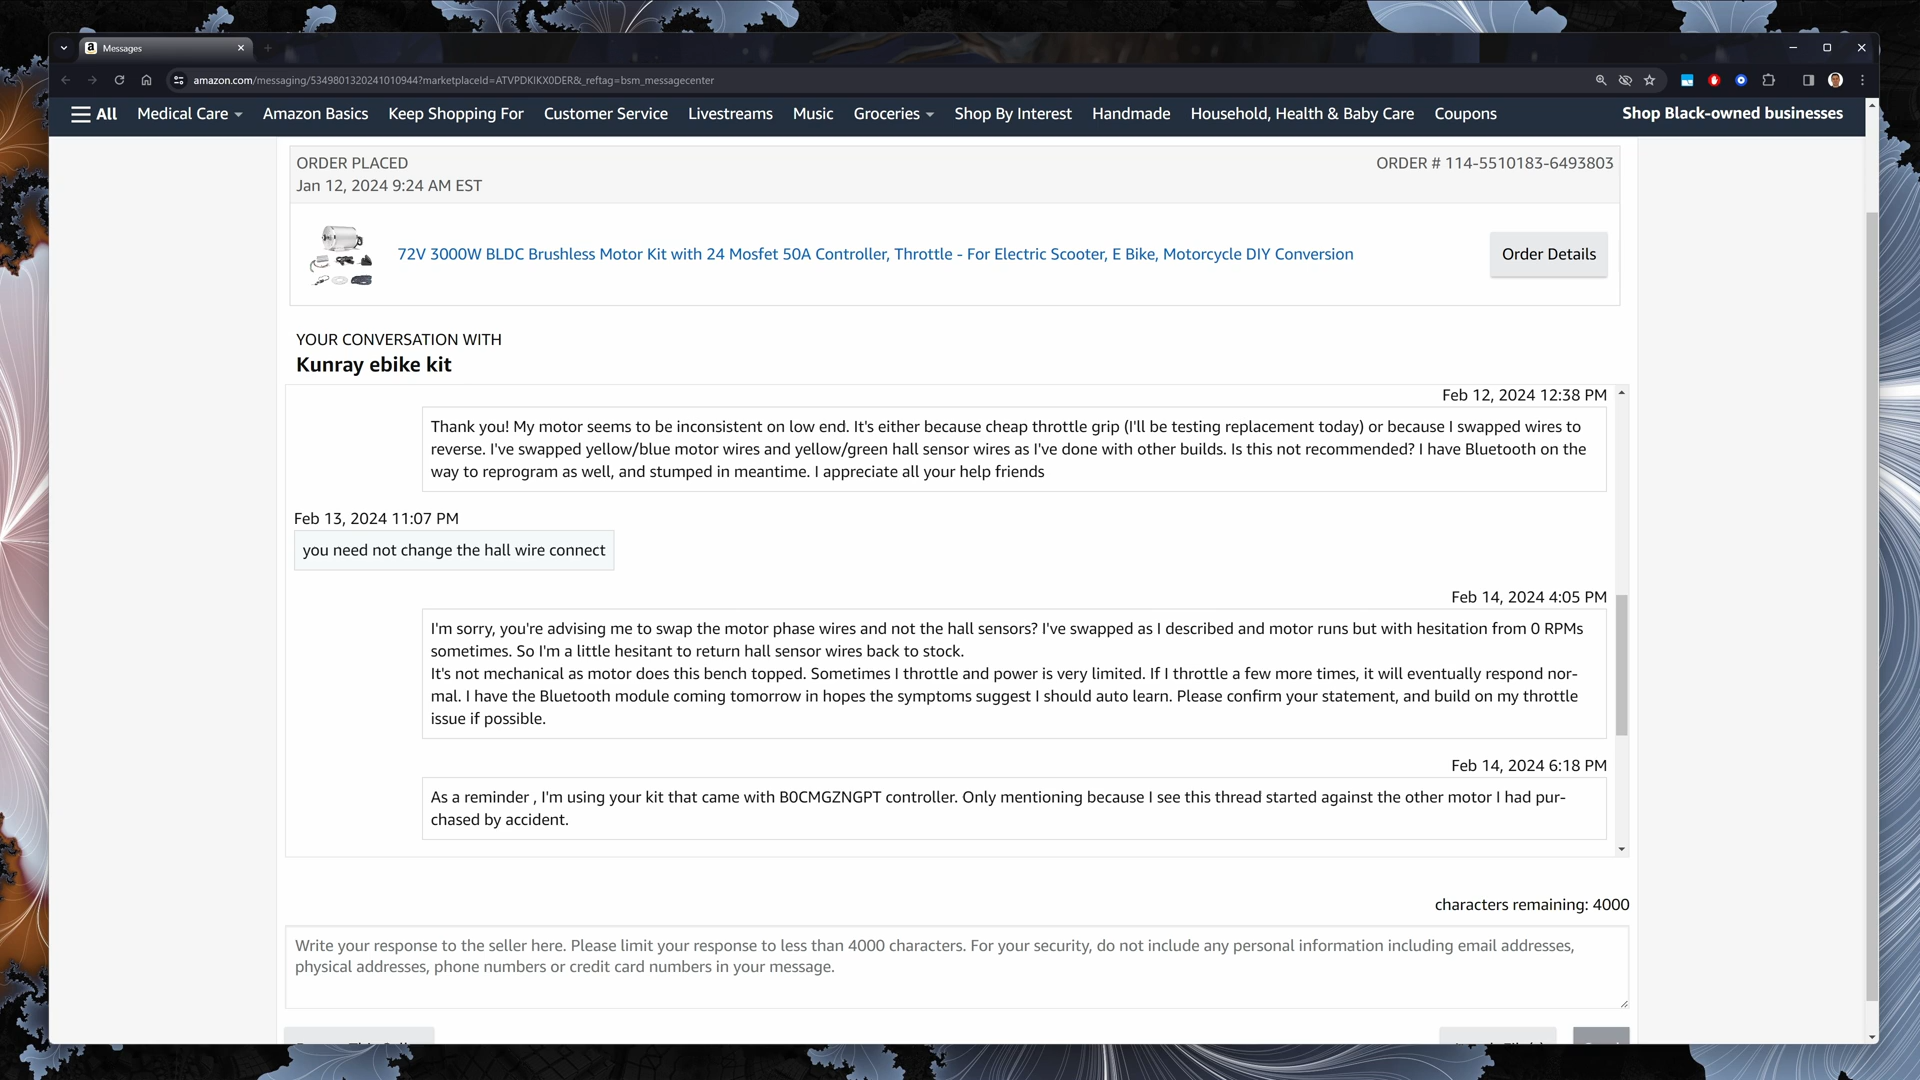 Messages
amazon.com/messaging/5349801320241010944?marketplaceId=ATVPDKIKX0DER&_reftag=bsm_messagecenter
All Medical Care Amazon Basics Keep Shopping For Customer Service Livestreams Music Groceries Shop By Interest Handmade Household, Health & Baby Care Coupons Shop Black-owned businesses
ORDER PLACED ORDER # 114-5510183-6493803
Jan 12, 2024 9:24 AM EST
72V 3000W BLDC Brushless Motor Kit with 24 Mosfet 50A Controller, Throttle - For Electric Scooter, E Bike, Motorcycle DIY Conversion Order Details
YOUR CONVERSATION WITH
Kunray ebike kit
Feb 12, 2024 12:38 PM
Thank you! My motor seems to be inconsistent on low end. It's either because cheap throttle grip (I'll be testing replacement today) or because I swapped wires to
reverse. I've swapped yellow/blue motor wires and yellow/green hall sensor wires as I've done with other builds. Is this not recommended? I have Bluetooth on the
way to reprogram as well, and stumped in meantime. I appreciate all your help friends
Feb 13, 2024 11:07 PM
you need not change the hall wire connect
Feb 14, 2024 4:05 PM
I'm sorry, you're advising me to swap the motor phase wires and not the hall sensors? I've swapped as I described and motor runs but with hesitation from 0 RPMs
sometimes. So I'm a little hesitant to return hall sensor wires back to stock.
It's not mechanical as motor does this bench topped. Sometimes I throttle and power is very limited. If I throttle a few more times, it will eventually respond nor-
mal. I have the Bluetooth module coming tomorrow in hopes the symptoms suggest I should auto learn. Please confirm your statement, and build on my throttle
issue if possible.
Feb 14, 2024 6:18 PM
As a reminder , I'm using your kit that came with B0CMGZNGPT controller. Only mentioning because I see this thread started against the other motor I had pur-
chased by accident.
characters remaining: 4000
Write your response to the seller here. Please limit your response to less than 4000 characters. For your security, do not include any personal information including email addresses,
physical addresses, phone numbers or credit card numbers in your message.